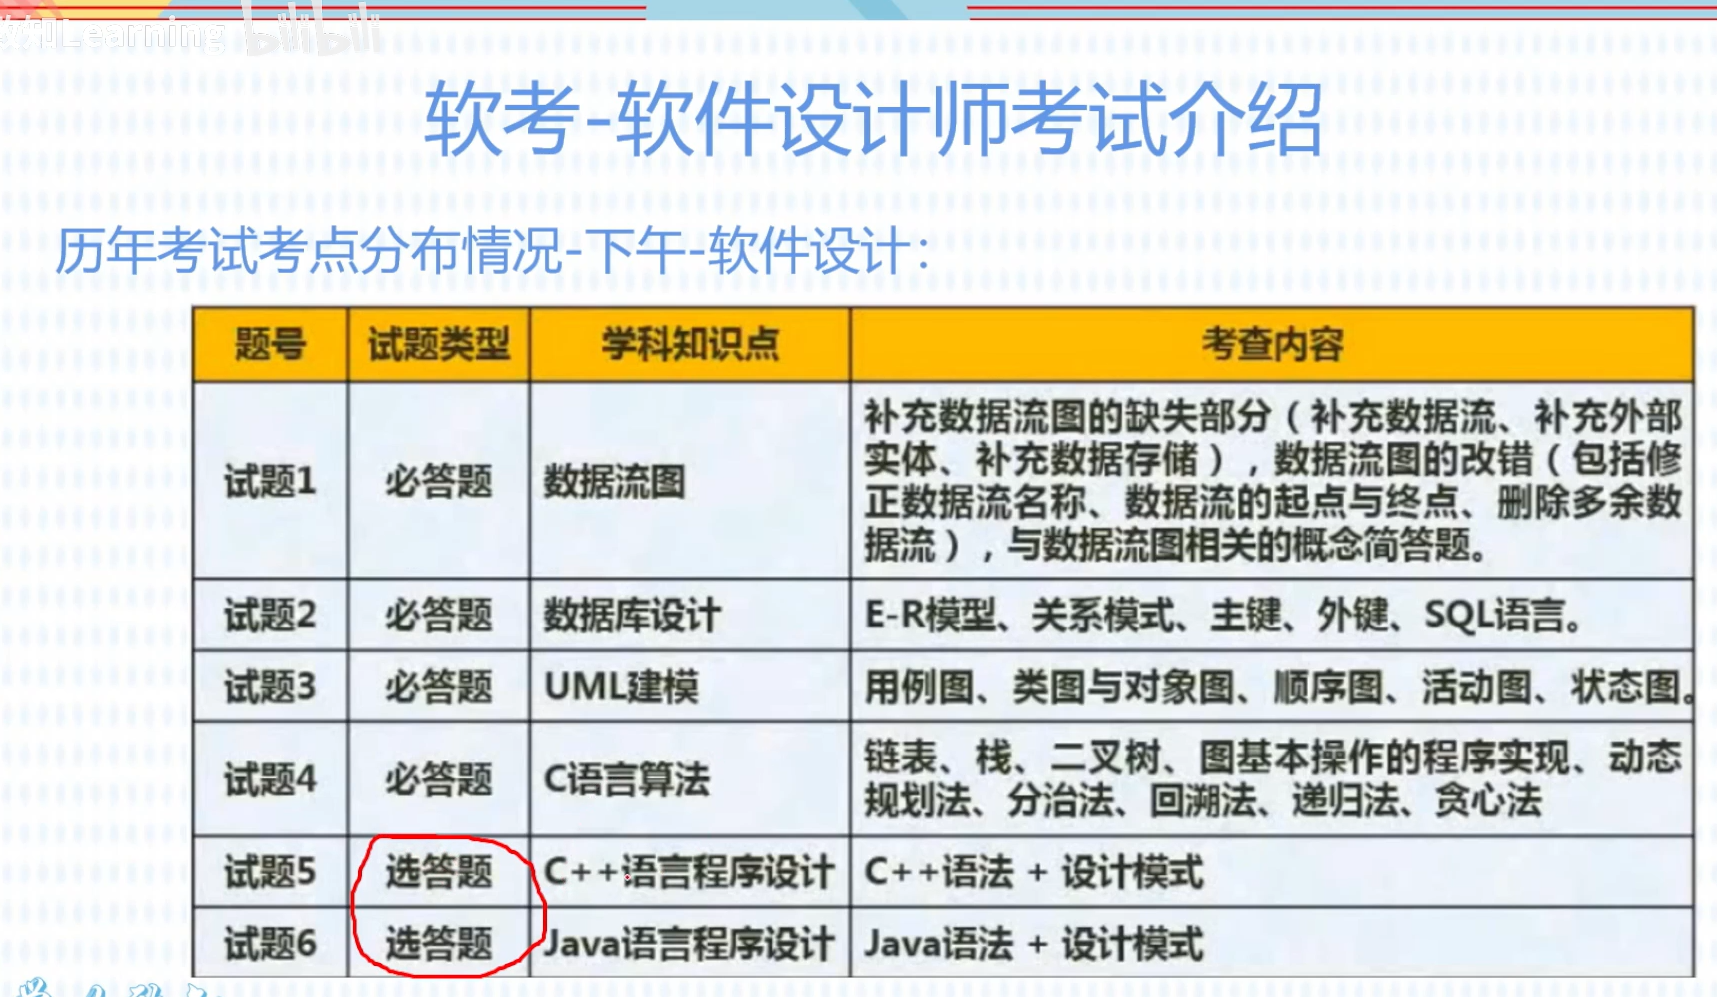 Learning bilibili
软考-软件设计师考试介绍
历年考试考点分布情况-下午-软件设计：
题号 试题类型 学科知识点 考查内容
试题1 必答题 数据流图 补充数据流图的缺失部分（补充数据流、补充外部
实体、补充数据存储），数据流图的改错（包括修
正数据流名称、数据流的起点与终点、删除多余数
据流），与数据流图相关的概念简答题。
试题2 必答题 数据库设计 E-R模型、关系模式、主键、外键、SQL语言。
试题3 必答题 UML建模 用例图、类图与对象图、顺序图、活动图、状态图。
试题4 必答题 C语言算法 链表、栈、二叉树、图基本操作的程序实现、动态
规划法、分治法、回溯法、递归法、贪心法
试题5 选答题 C++语言程序设计 C++语法 + 设计模式
试题6 选答题 Java语言程序设计 Java语法 + 设计模式